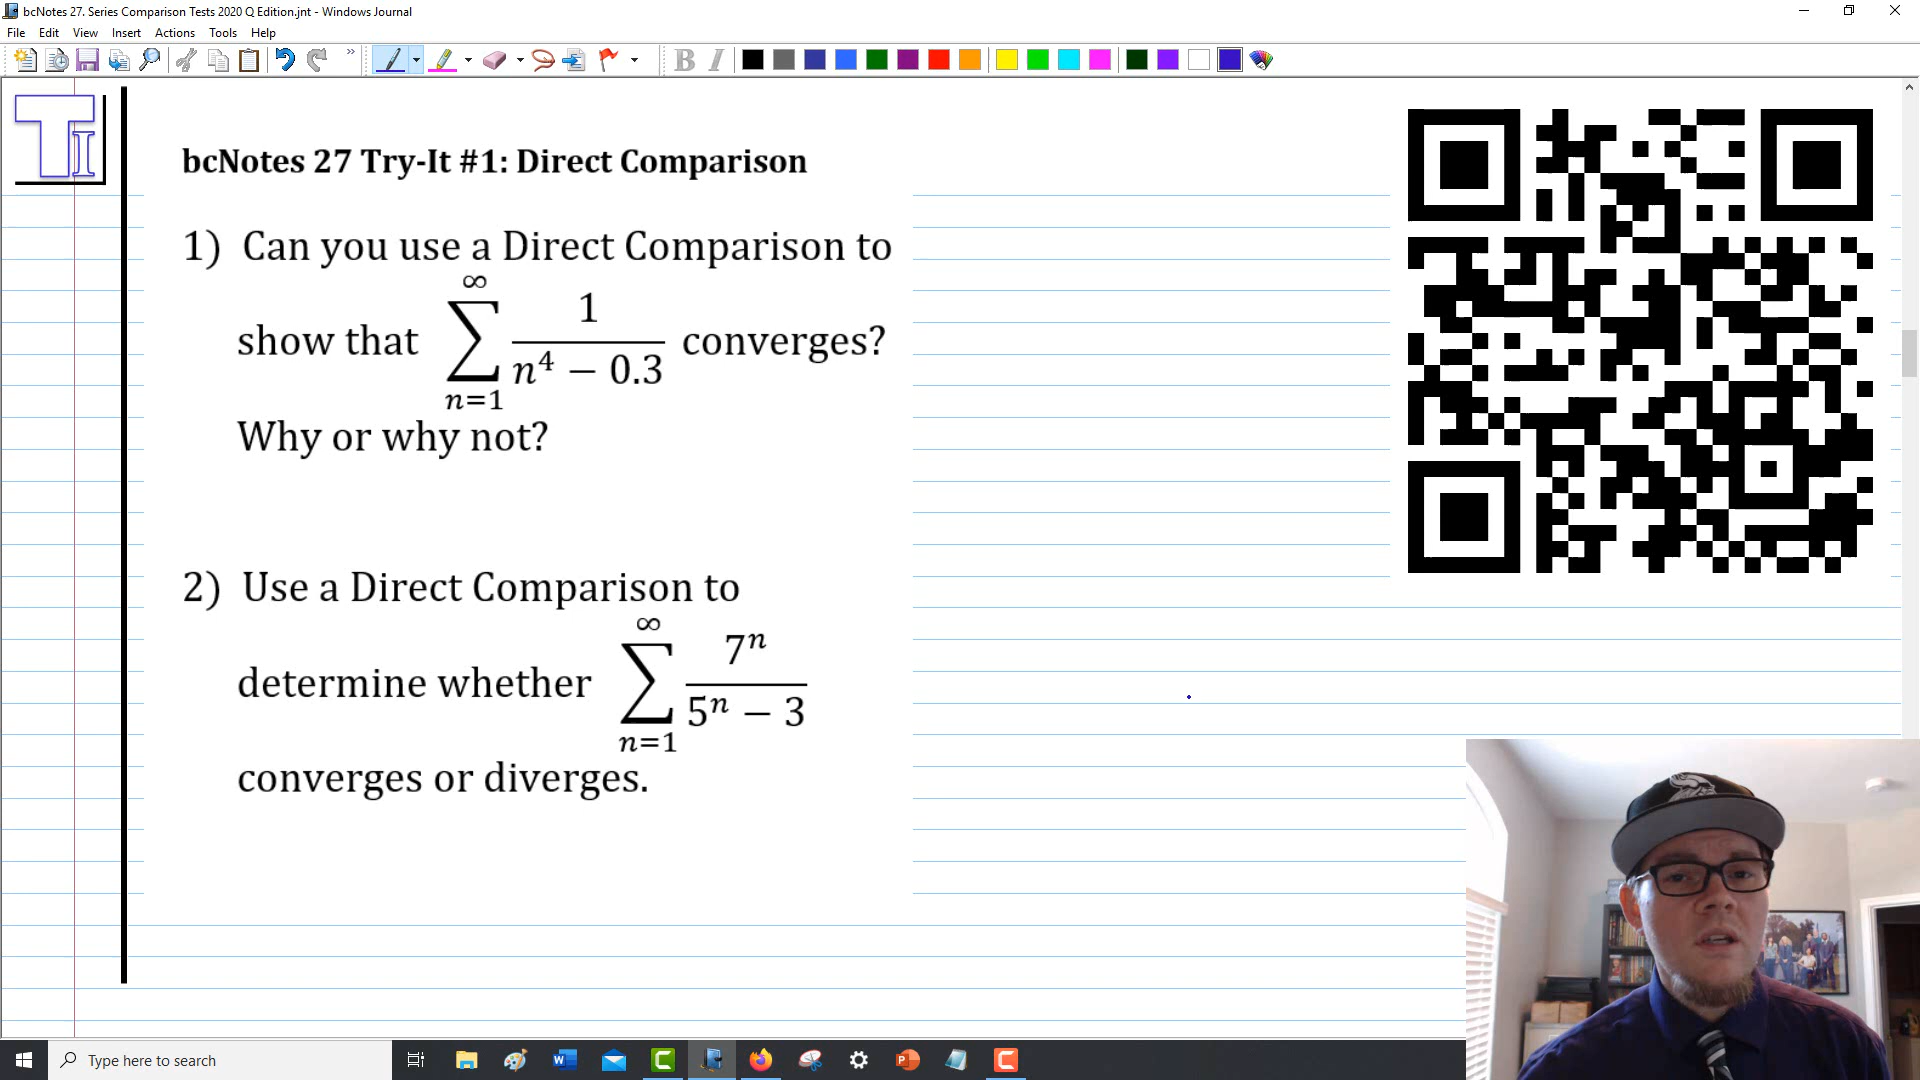 bcNotes 27. Series Comparison Tests 2020 Q Edition.jnt - Windows Journal
File Edit View Insert Actions Tools Help
B I
TI
bcNotes 27 Try-It #1: Direct Comparison
1) Can you use a Direct Comparison to
show that ∑_{n=1}^{∞} 1/(n⁴ − 0.3) converges?
Why or why not?
2) Use a Direct Comparison to
determine whether ∑_{n=1}^{∞} 7ⁿ/(5ⁿ − 3)
converges or diverges.
Type here to search